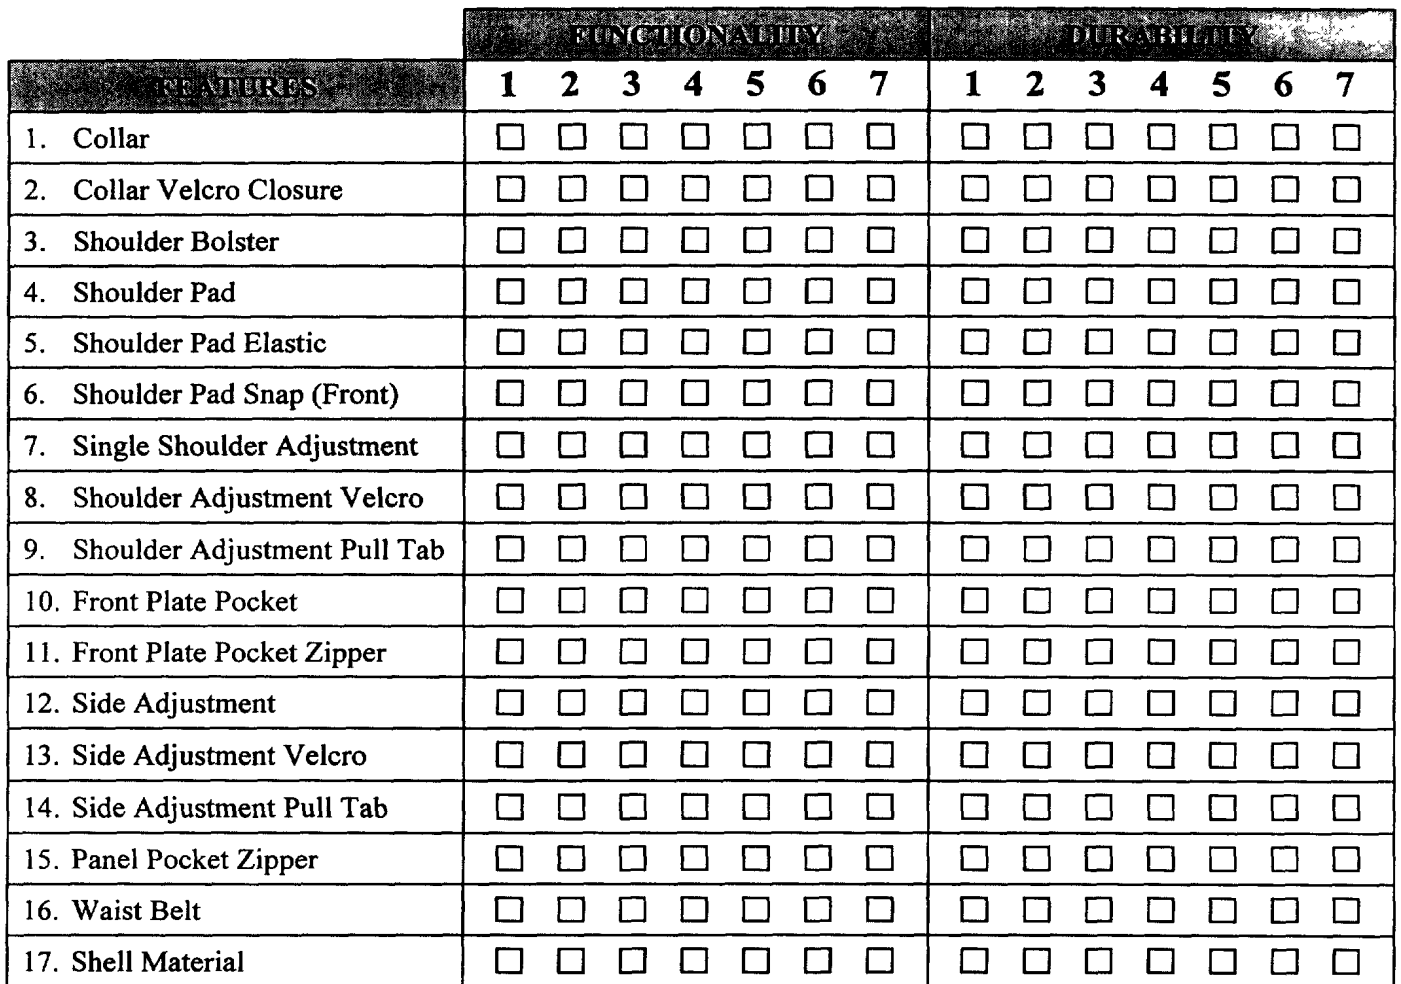 FUNCTIONALITY DURABILITY
FEATURES 1 2 3 4 5 6 7 1 2 3 4 5 6 7
1. Collar
2. Collar Velcro Closure
3. Shoulder Bolster
4. Shoulder Pad
5. Shoulder Pad Elastic
6. Shoulder Pad Snap (Front)
7. Single Shoulder Adjustment
8. Shoulder Adjustment Velcro
9. Shoulder Adjustment Pull Tab
10. Front Plate Pocket
11. Front Plate Pocket Zipper
12. Side Adjustment
13. Side Adjustment Velcro
14. Side Adjustment Pull Tab
15. Panel Pocket Zipper
16. Waist Belt
17. Shell Material